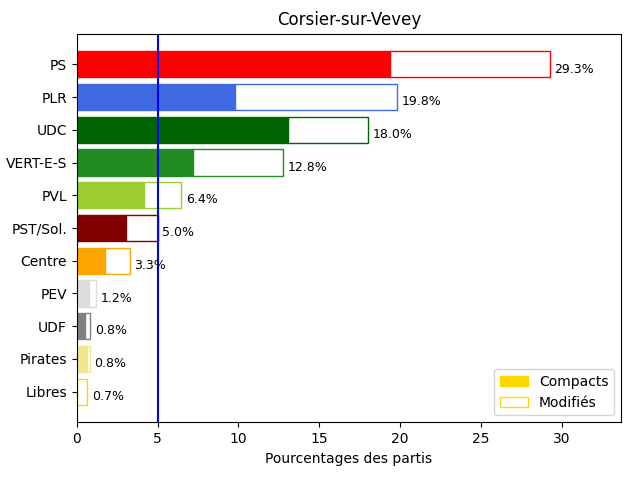 Corsier-sur-Vevey
PS 29.3%
PLR 19.8%
UDC 18.0%
VERT-E-S 12.8%
PVL 6.4%
PST/Sol. 5.0%
Centre 3.3%
PEV 1.2%
UDF 0.8%
Pirates 0.8%
Libres 0.7%
Compacts
Modifiés
0 5 10 15 20 25 30
Pourcentages des partis